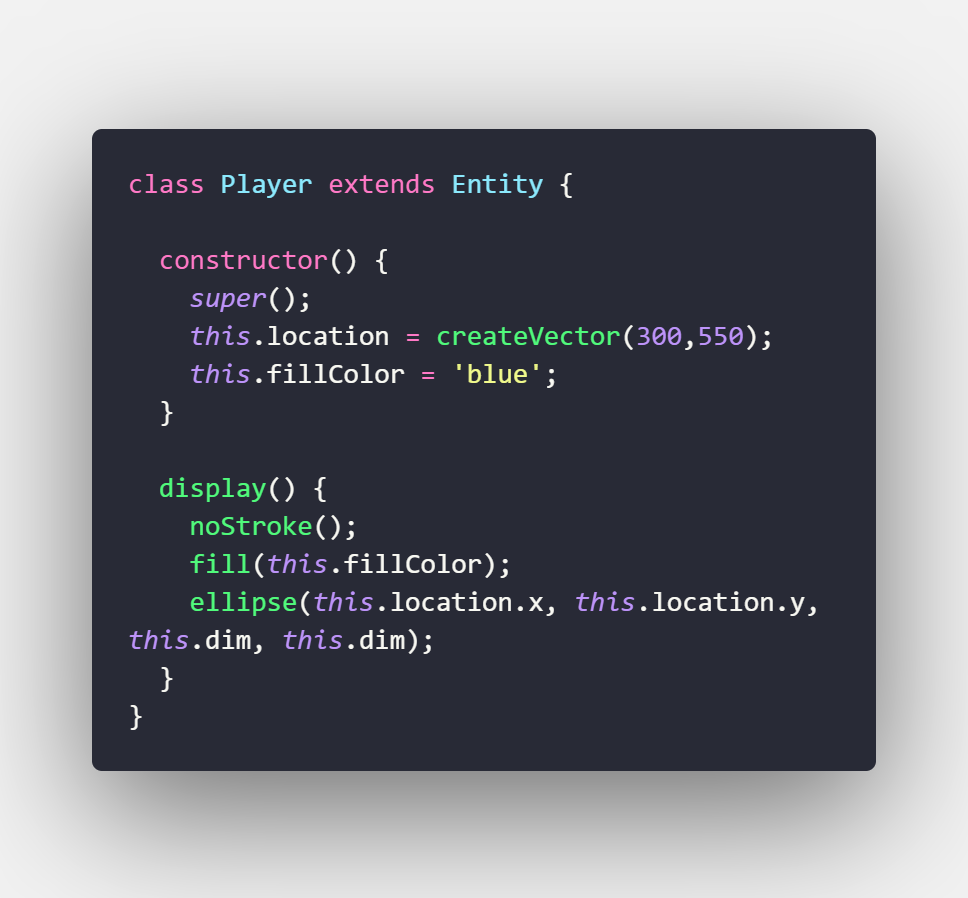 class Player extends Entity {

  constructor() {
    super();
    this.location = createVector(300,550);
    this.fillColor = 'blue';
  }

  display() {
    noStroke();
    fill(this.fillColor);
    ellipse(this.location.x, this.location.y,
this.dim, this.dim);
  }
}